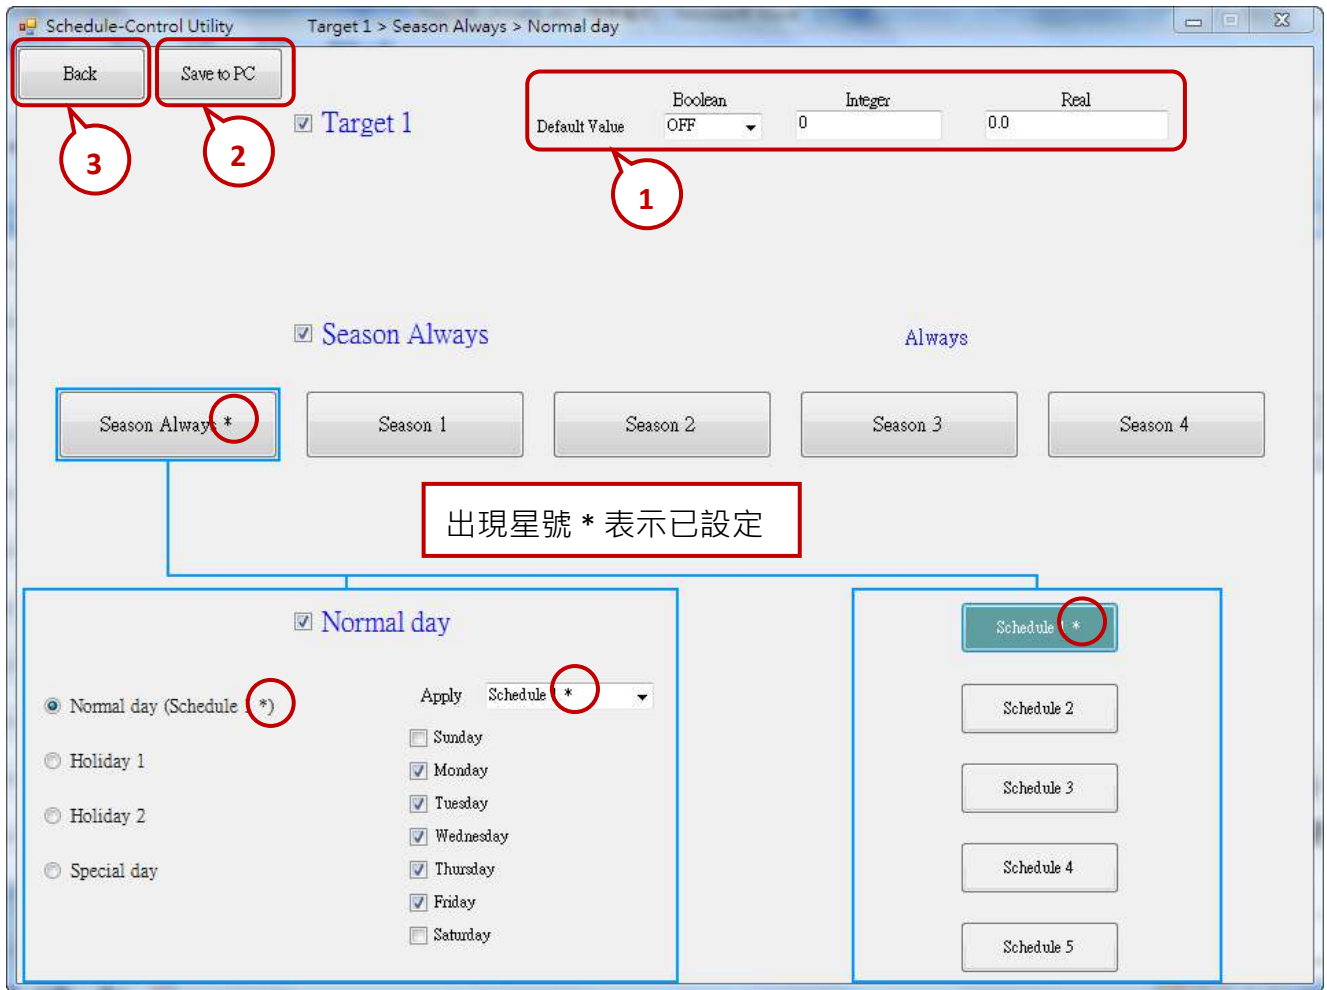 Schedule-Control Utility Target 1 > Season Always > Normal day
Back Save to PC
3 2
Target 1
Boolean Integer Real
Default Value OFF 0 0.0
1
Season Always Always
Season Always * Season 1 Season 2 Season 3 Season 4
出現星號 * 表示已設定
Normal day
Normal day (Schedule 1 *)
Holiday 1
Holiday 2
Special day
Apply Schedule 1 *
Sunday
Monday
Tuesday
Wednesday
Thursday
Friday
Saturday
Schedule 1 *
Schedule 2
Schedule 3
Schedule 4
Schedule 5